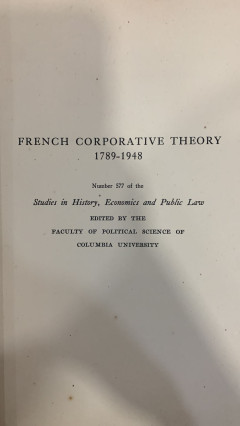 FRENCH CORPORATIVE THEORY
1789-1948
Number 577 of the
Studies in History, Economics and Public Law
EDITED BY THE
FACULTY OF POLITICAL SCIENCE OF
COLUMBIA UNIVERSITY